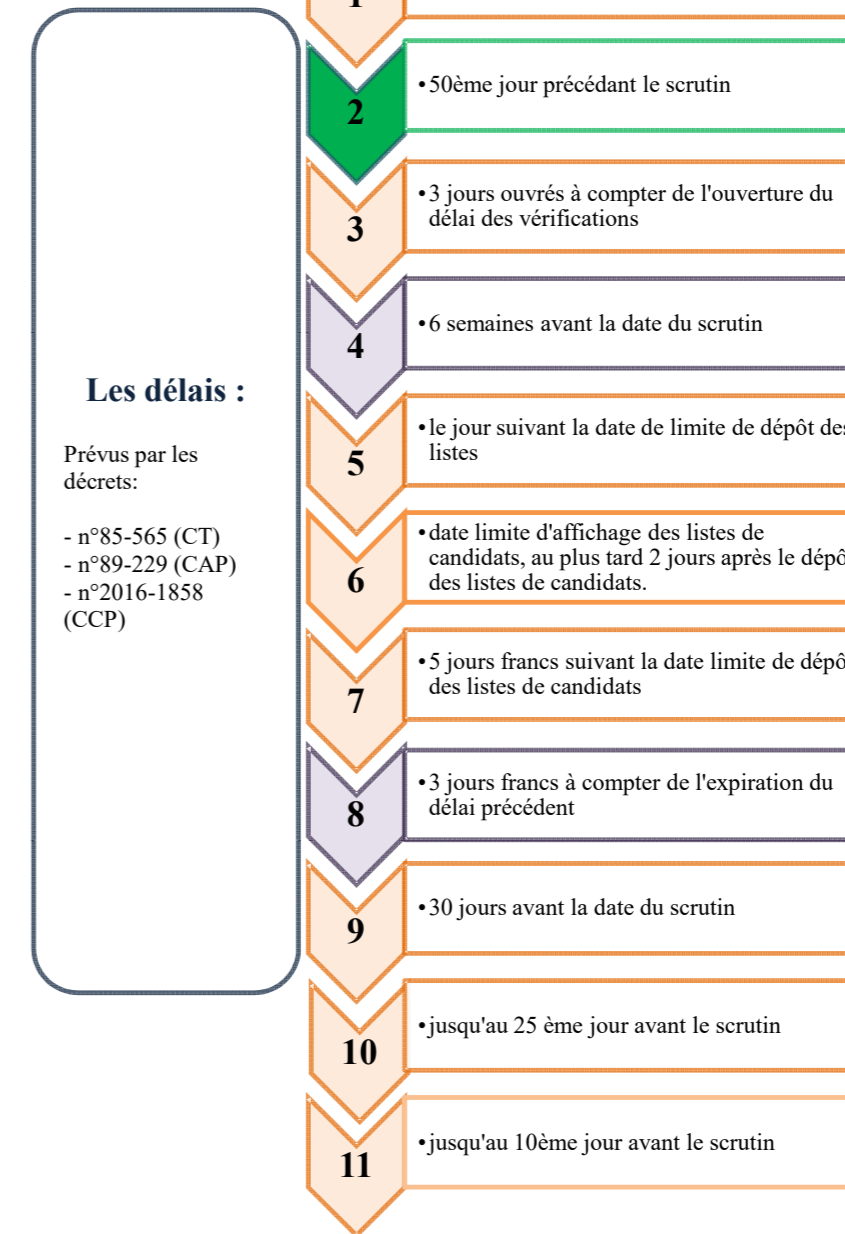 Les délais :
Prévus par les
décrets:
- n°85-565 (CT)
- n°89-229 (CAP)
- n°2016-1858
(CCP)
1
2
•50ème jour précédant le scrutin
3
•3 jours ouvrés à compter de l'ouverture du
délai des vérifications
4
•6 semaines avant la date du scrutin
5
•le jour suivant la date de limite de dépôt des
listes
6
•date limite d'affichage des listes de
candidats, au plus tard 2 jours après le dépô
des listes de candidats.
7
•5 jours francs suivant la date limite de dépô
des listes de candidats
8
•3 jours francs à compter de l'expiration du
délai précédent
9
•30 jours avant la date du scrutin
10
•jusqu'au 25 ème jour avant le scrutin
11
•jusqu'au 10ème jour avant le scrutin